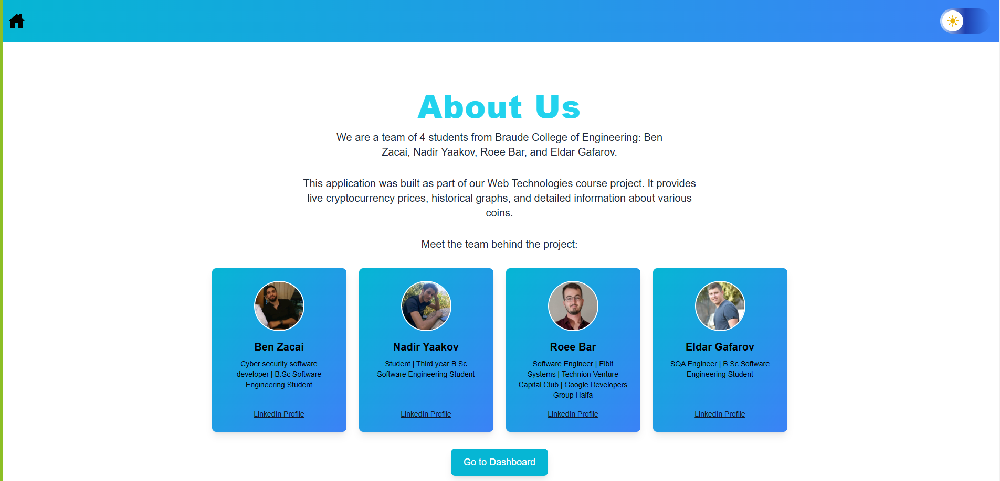 About Us
We are a team of 4 students from Braude College of Engineering: Ben
Zacai, Nadir Yaakov, Roee Bar, and Eldar Gafarov.
This application was built as part of our Web Technologies course project. It provides
live cryptocurrency prices, historical graphs, and detailed information about various
coins.
Meet the team behind the project:
Ben Zacai
Cyber security software
developer | B.Sc Software
Engineering Student
LinkedIn Profile
Nadir Yaakov
Student | Third year B.Sc
Software Engineering Student
LinkedIn Profile
Roee Bar
Software Engineer | Elbit
Systems | Technion Venture
Capital Club | Google Developers
Group Haifa
LinkedIn Profile
Eldar Gafarov
SQA Engineer | B.Sc Software
Engineering Student
LinkedIn Profile
Go to Dashboard